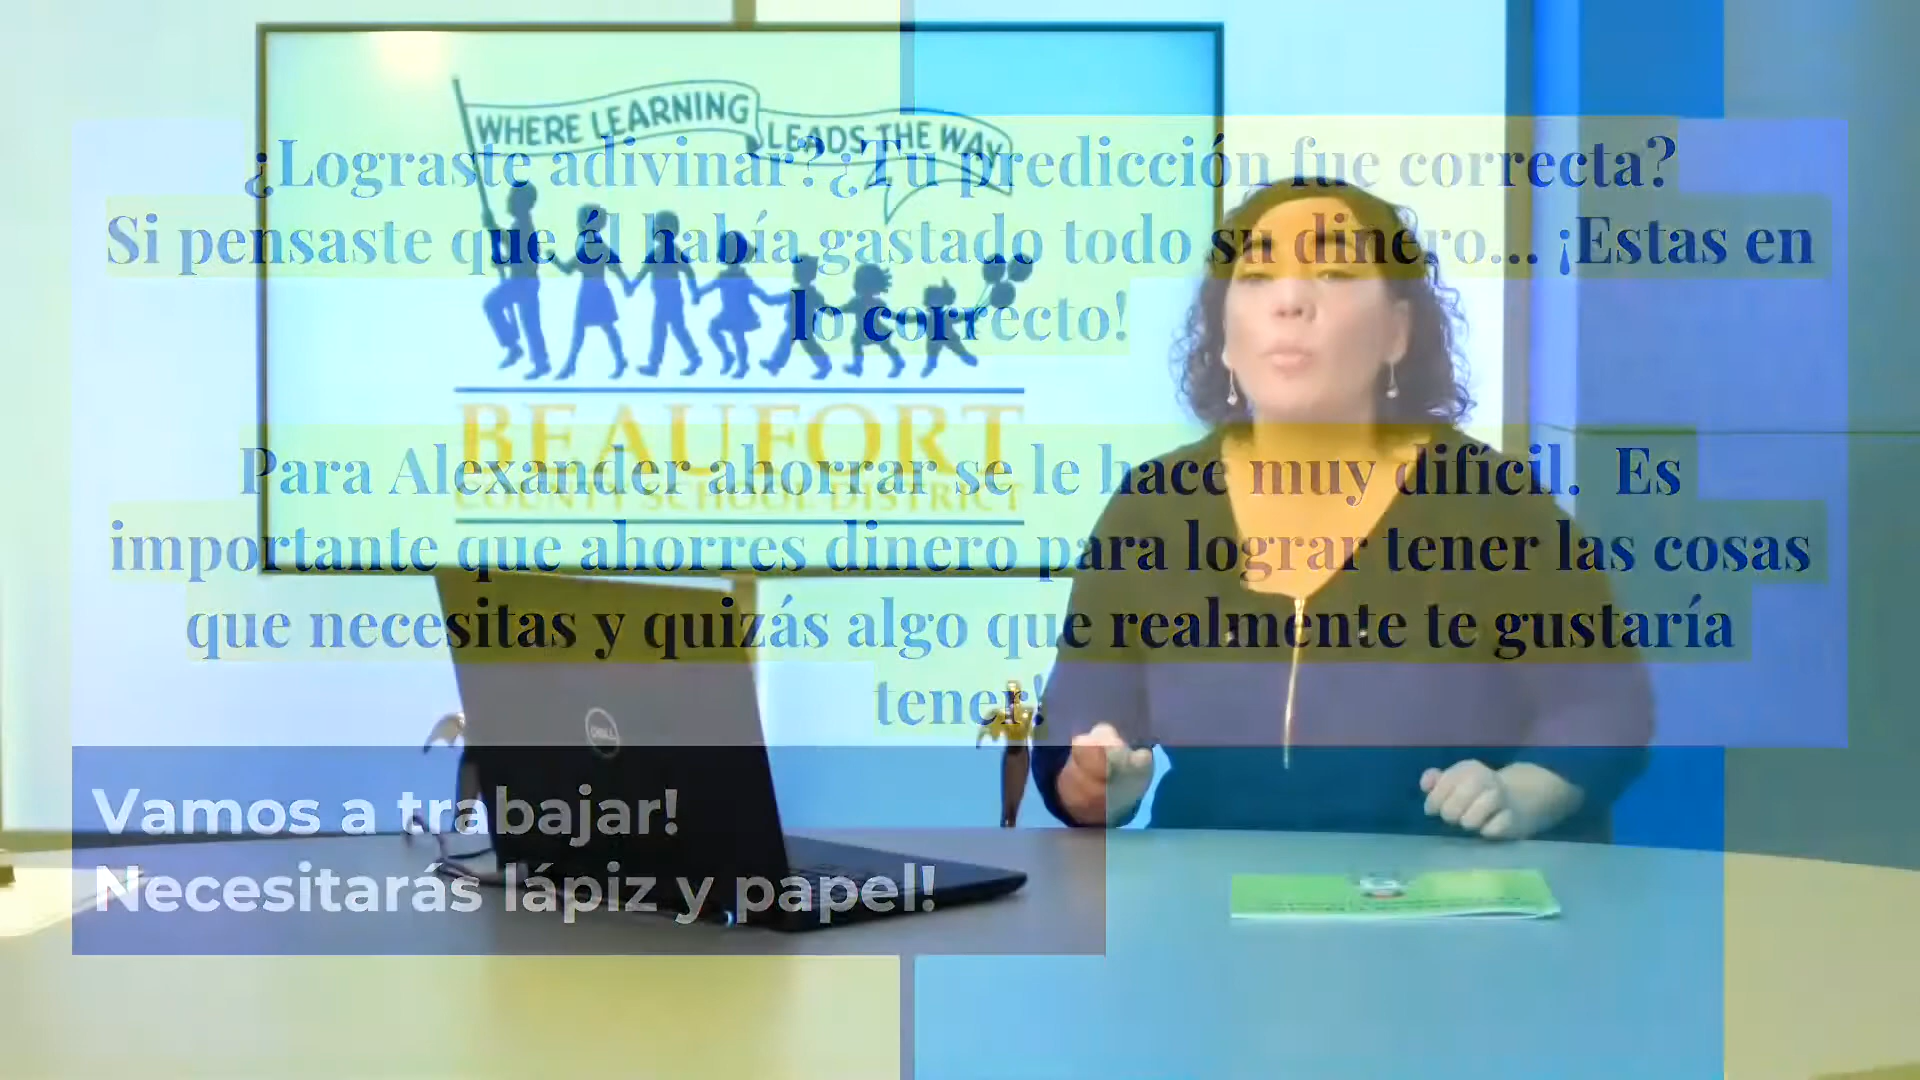 WHERE LEARNING LEADS THE WAY
¿Lograste adivinar?¿Tu predicción fue correcta?
Si pensaste que él había gastado todo su dinero... ¡Estas en
lo correcto!
BEAUFORT
COUNTY SCHOOL DISTRICT
Para Alexander ahorrar se le hace muy difícil. Es
importante que ahorres dinero para lograr tener las cosas
que necesitas y quizás algo que realmente te gustaría
tener!
DELL
Vamos a trabajar!
Necesitarás lápiz y papel!